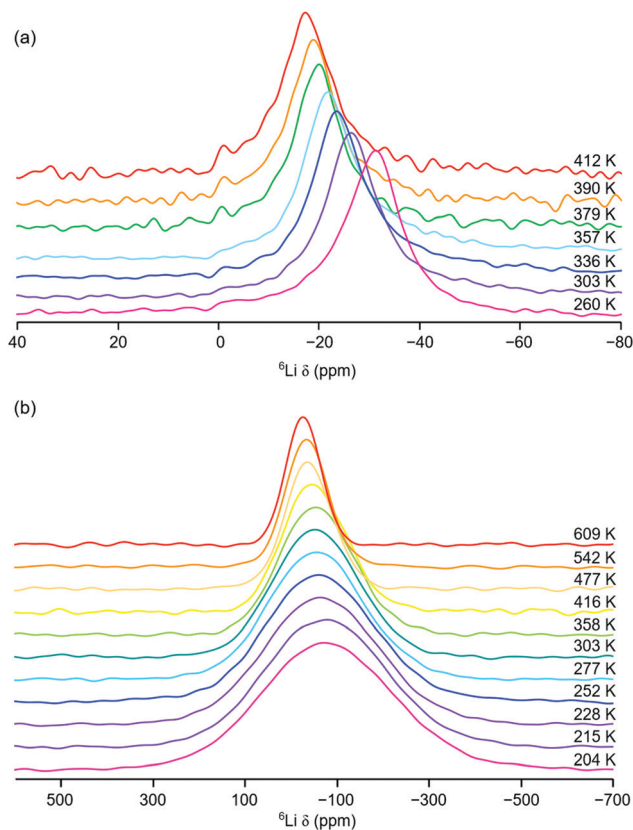 (a)
412 K
390 K
379 K
357 K
336 K
303 K
260 K
40 20 0 −20 −40 −60 −80
⁶Li δ (ppm)
(b)
609 K
542 K
477 K
416 K
358 K
303 K
277 K
252 K
228 K
215 K
204 K
500 300 100 −100 −300 −500 −700
⁶Li δ (ppm)